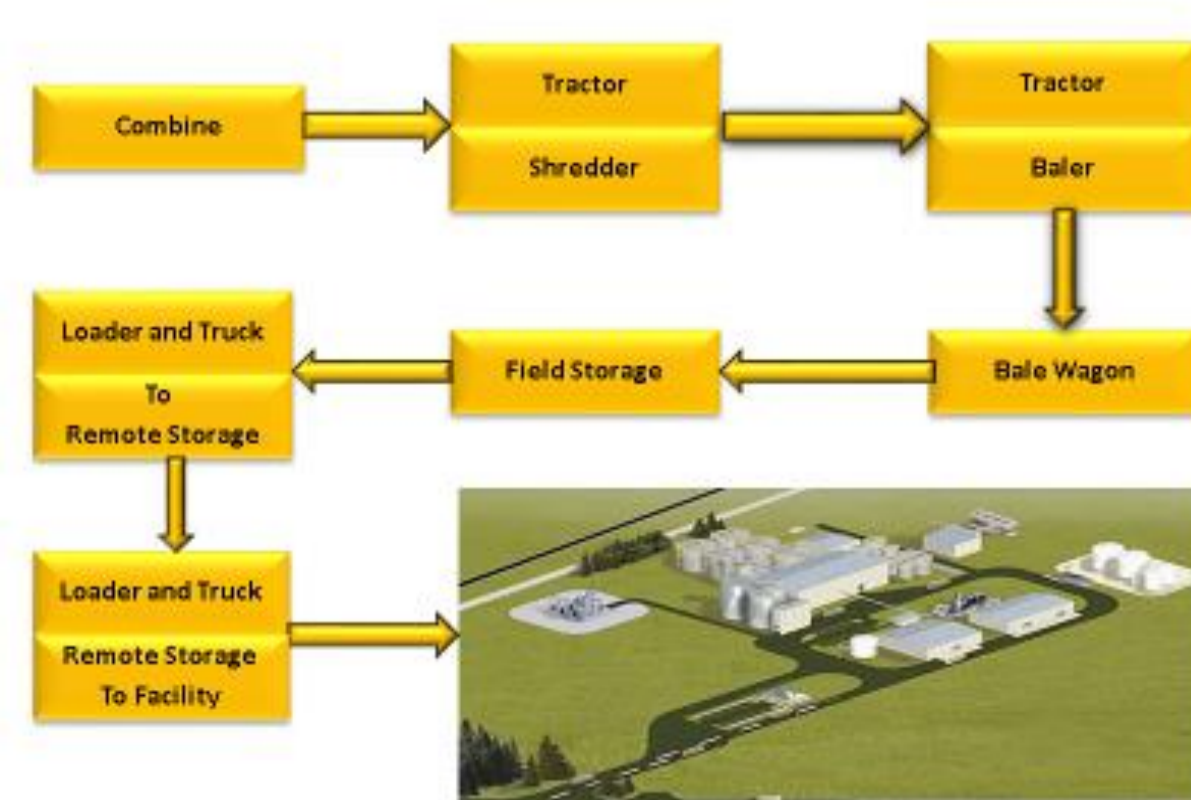 Combine
Tractor
Shredder
Tractor
Baler
Bale Wagon
Field Storage
Loader and Truck
To
Remote Storage
Loader and Truck
Remote Storage
To Facility